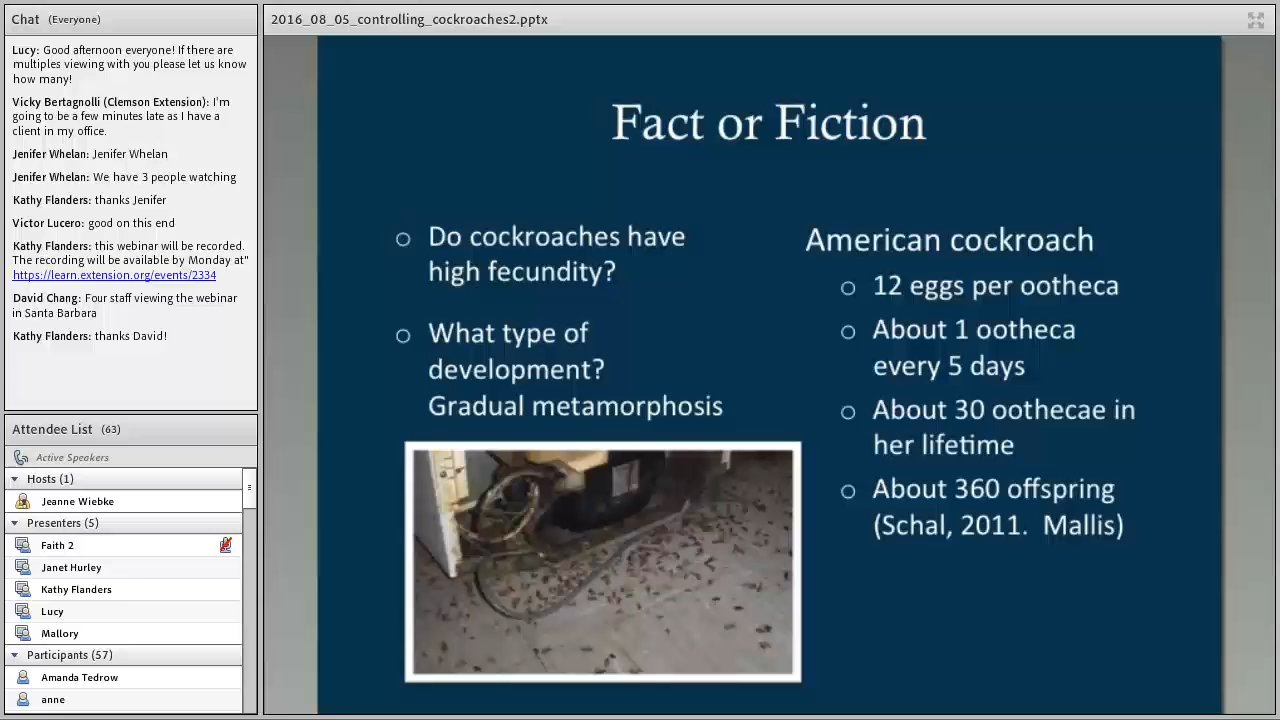 Chat (Everyone)
Lucy: Good afternoon everyone! If there are
multiples viewing with you please let us know
how many!
Vicky Bertagnolli (Clemson Extension): I'm
going to be a few minutes late as I have a
client in my office.
Jenifer Whelan: Jenifer Whelan
Jenifer Whelan: We have 3 people watching
Kathy Flanders: thanks Jenifer
Victor Lucero: good on this end
Kathy Flanders: this webinar will be recorded.
The recording will be available by Monday at"
https://learn.extension.org/events/2334
David Chang: Four staff viewing the webinar
in Santa Barbara
Kathy Flanders: thanks David!
Attendee List (63)
Active Speakers
Hosts (1)
Jeanne Wiebke
Presenters (5)
Faith 2
Janet Hurley
Kathy Flanders
Lucy
Mallory
Participants (57)
Amanda Tedrow
anne
2016_08_05_controlling_cockroaches2.pptx
Fact or Fiction
Do cockroaches have
high fecundity?
What type of
development?
Gradual metamorphosis
American cockroach
12 eggs per ootheca
About 1 ootheca
every 5 days
About 30 oothecae in
her lifetime
About 360 offspring
(Schal, 2011. Mallis)